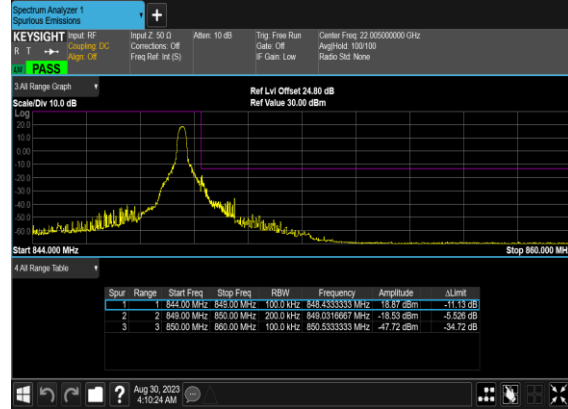 Spectrum Analyzer 1
Spurious Emissions
KEYSIGHT
R T
PASS
Input: RF
Coupling: DC
Align: Off
Input Z: 50 Ω
Corrections: Off
Freq Ref: Int (S)
Atten: 10 dB
Trig: Free Run
Gate: Off
IF Gain: Low
Center Freq: 22.005000000 GHz
Avg|Hold: 100/100
Radio Std: None
3 All Range Graph
Scale/Div 10.0 dB
Ref Lvl Offset 24.80 dB
Ref Value 30.00 dBm
Log
20.0
10.0
0.00
-10.0
-20.0
-30.0
-40.0
-50.0
-60.0
Start 844.000 MHz
Stop 860.000 MH
4 All Range Table
Spur Range Start Freq Stop Freq RBW Frequency Amplitude ΔLimit
1 1 844.00 MHz 849.00 MHz 100.0 kHz 848.4333333 MHz 18.87 dBm -11.13 dB
2 2 849.00 MHz 850.00 MHz 200.0 kHz 849.0316667 MHz -18.53 dBm -5.526 dB
3 3 850.00 MHz 860.00 MHz 100.0 kHz 850.5333333 MHz -47.72 dBm -34.72 dB
?
Aug 30, 2023
4:10:24 AM